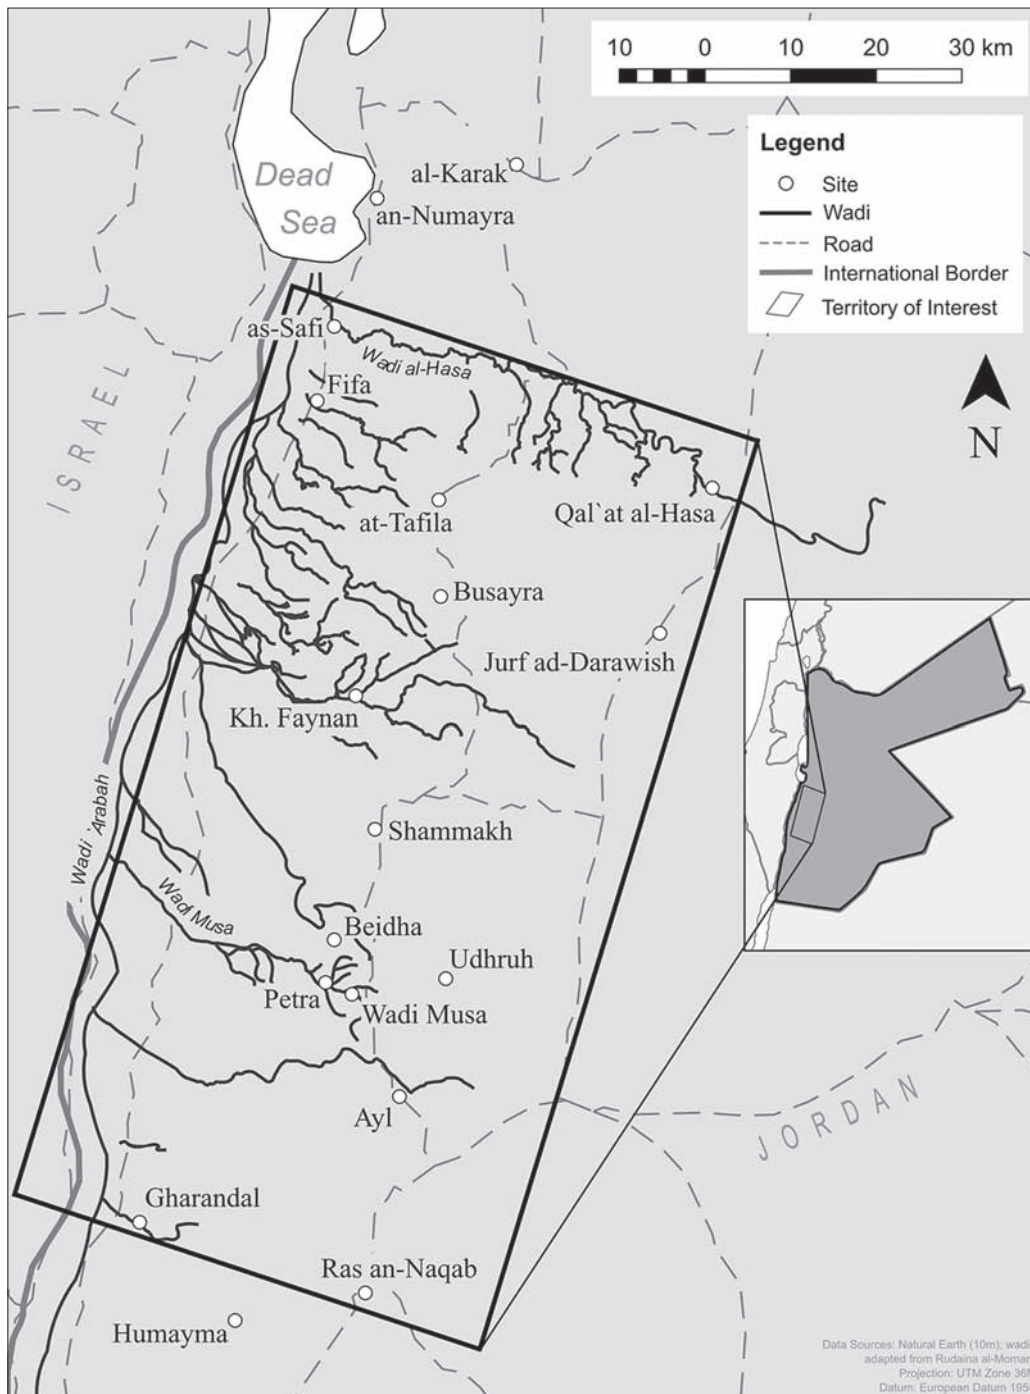 10 0 10 20 30 km
Legend
Site
Wadi
Road
International Border
Territory of Interest
N
Dead
Sea
al-Karak
an-Numayra
as-Safi
Wadi al-Hasa
Fifa
ISRAEL
at-Tafila
Qal`at al-Hasa
Busayra
Jurf ad-Darawish
Kh. Faynan
Wadi `Arabah
Shammakh
Wadi Musa
Beidha
Udhruh
Petra
Wadi Musa
Ayl
JORDAN
Gharandal
Ras an-Naqab
Humayma
Data Sources: Natural Earth (10m); wadi
adapted from Rudaina al-Moman
Projection: UTM Zone 36
Datum: European Datum 195